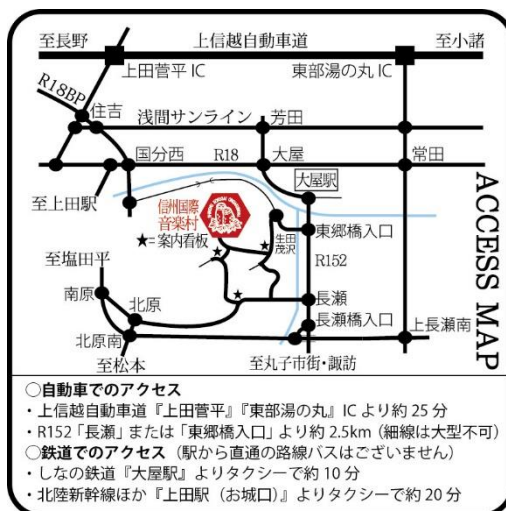 至長野
上信越自動車道
至小諸
上田菅平 IC
東部湯の丸 IC
R18BP
住吉
浅間サンライン
芳田
国分西
R18
大屋
常田
大屋駅
至上田駅
信州国際
音楽村
★=案内看板
生田
茂沢
東郷橋入口
R152
至塩田平
南原
北原
長瀬
長瀬橋入口
北原南
上長瀬南
至松本
至丸子市街・諏訪
ACCESS MAP
○自動車でのアクセス
・上信越自動車道『上田菅平』『東部湯の丸』IC より約 25 分
・R152「長瀬」または「東郷橋入口」より約 2.5km（細線は大型不可）
○鉄道でのアクセス（駅から直通の路線バスはございません）
・しなの鉄道『大屋駅』よりタクシーで約 10 分
・北陸新幹線ほか『上田駅（お城口）』よりタクシーで約 20 分